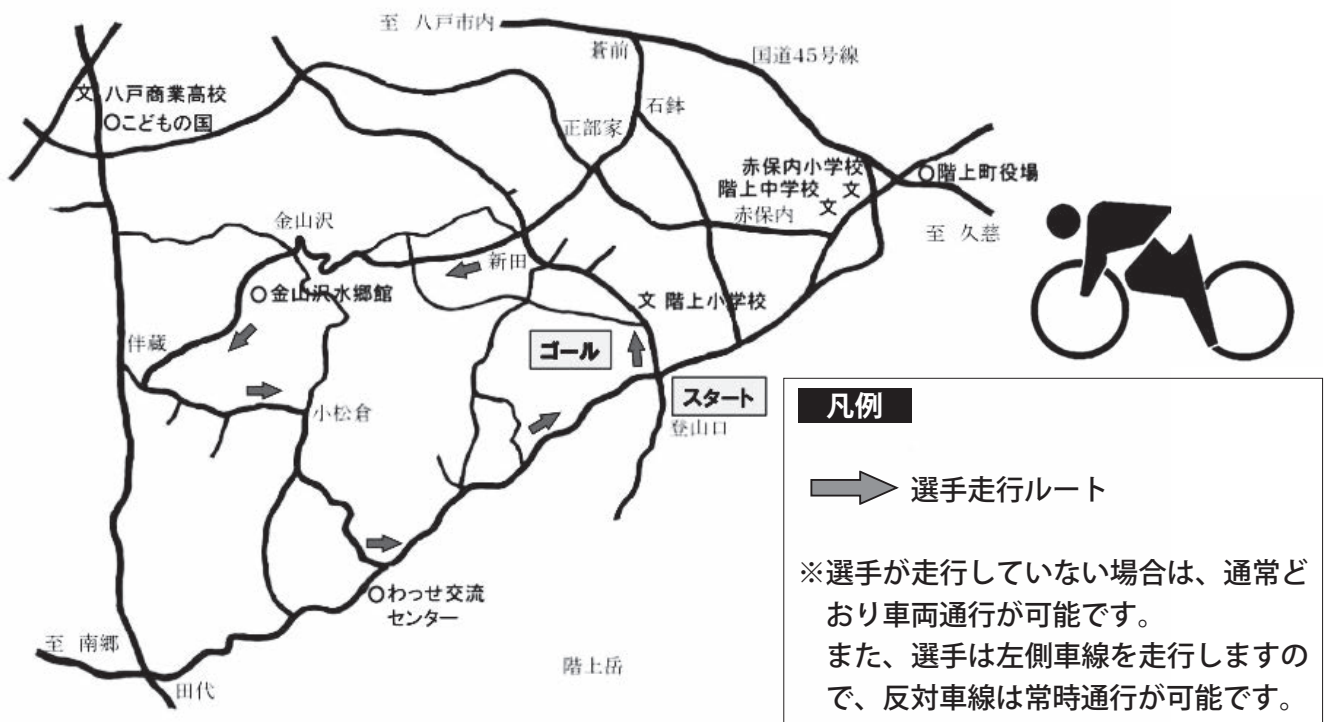 至 八戸市内
蒼前
国道45号線
文 八戸商業高校
こどもの国
石鉢
正部家
赤保内小学校
階上中学校
文
文
階上町役場
赤保内
至 久慈
金山沢
新田
金山沢水郷館
文 階上小学校
伴蔵
ゴール
スタート
小松倉
登山口
わっせ交流
センター
至 南郷
田代
階上岳
凡例
選手走行ルート
※選手が走行していない場合は、通常ど
おり車両通行が可能です。
また、選手は左側車線を走行しますの
で、反対車線は常時通行が可能です。